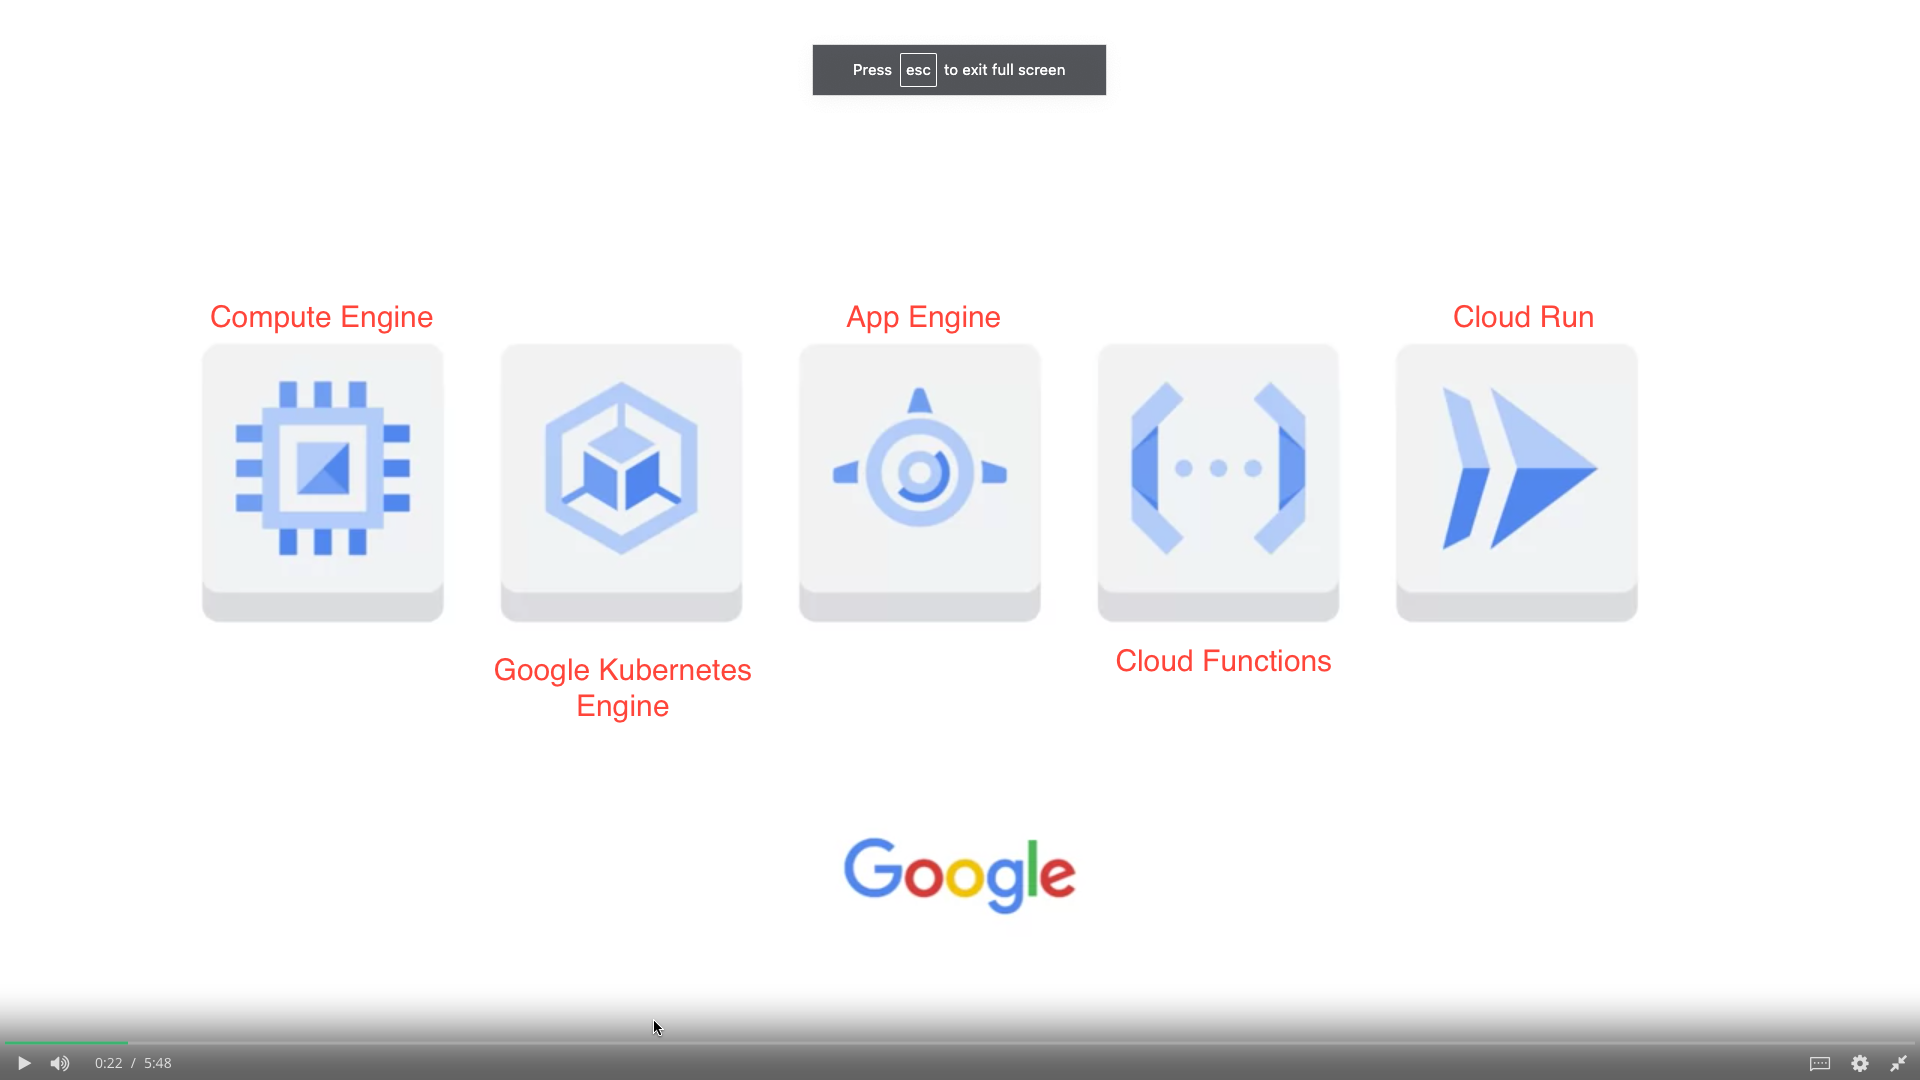 Press esc to exit full screen
Compute Engine
App Engine
Cloud Run
Google Kubernetes
Engine
Cloud Functions
Google
0:22 / 5:48